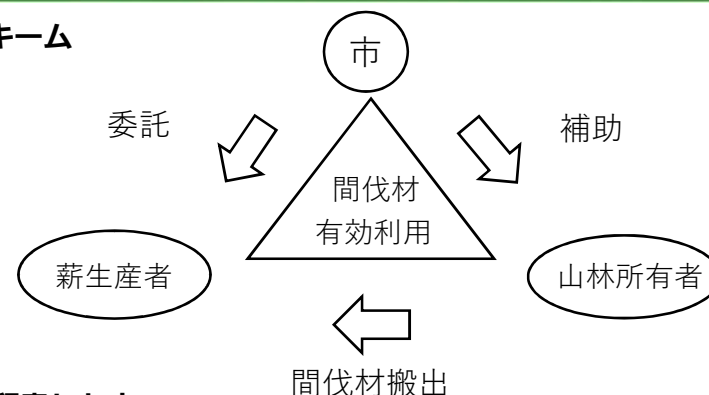 キーム
市
委託
補助
間伐材
有効利用
薪生産者
山林所有者
間伐材搬出